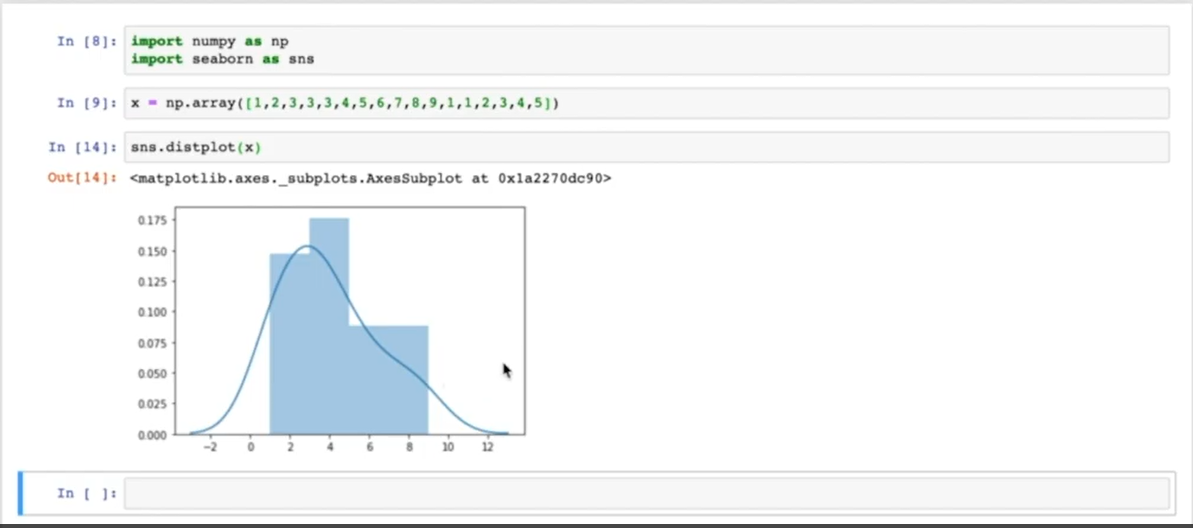 In [8]: import numpy as np
import seaborn as sns
In [9]: x = np.array([1,2,3,3,3,4,5,6,7,8,9,1,1,2,3,4,5])
In [14]: sns.distplot(x)
Out[14]: <matplotlib.axes._subplots.AxesSubplot at 0x1a2270dc90>
0.175
0.150
0.125
0.100
0.075
0.050
0.025
0.000
−2 0 2 4 6 8 10 12
In [ ]: